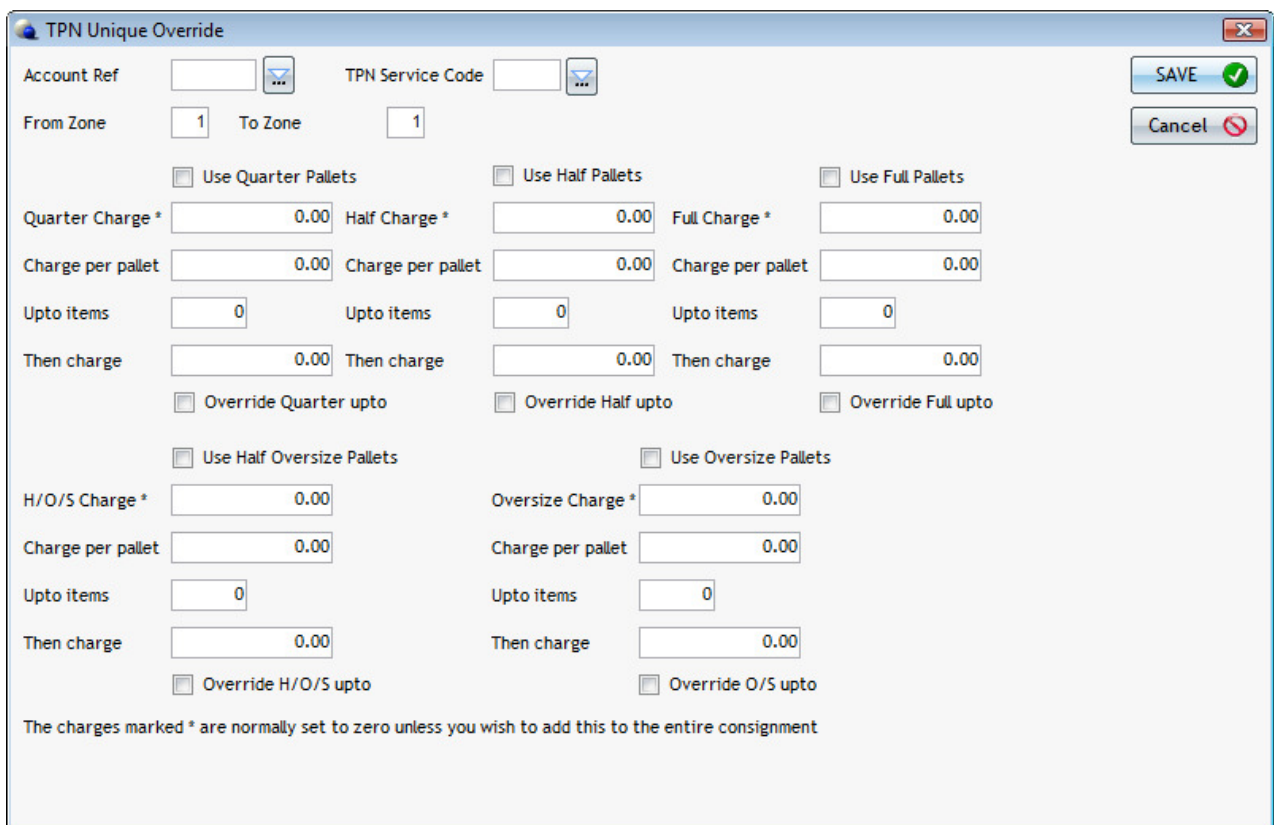 TPN Unique Override
Account Ref TPN Service Code SAVE
From Zone 1 To Zone 1 Cancel
Use Quarter Pallets Use Half Pallets Use Full Pallets
Quarter Charge * 0.00 Half Charge * 0.00 Full Charge * 0.00
Charge per pallet 0.00 Charge per pallet 0.00 Charge per pallet 0.00
Upto items 0 Upto items 0 Upto items 0
Then charge 0.00 Then charge 0.00 Then charge 0.00
Override Quarter upto Override Half upto Override Full upto
Use Half Oversize Pallets Use Oversize Pallets
H/O/S Charge * 0.00 Oversize Charge * 0.00
Charge per pallet 0.00 Charge per pallet 0.00
Upto items 0 Upto items 0
Then charge 0.00 Then charge 0.00
Override H/O/S upto Override O/S upto
The charges marked * are normally set to zero unless you wish to add this to the entire consignment